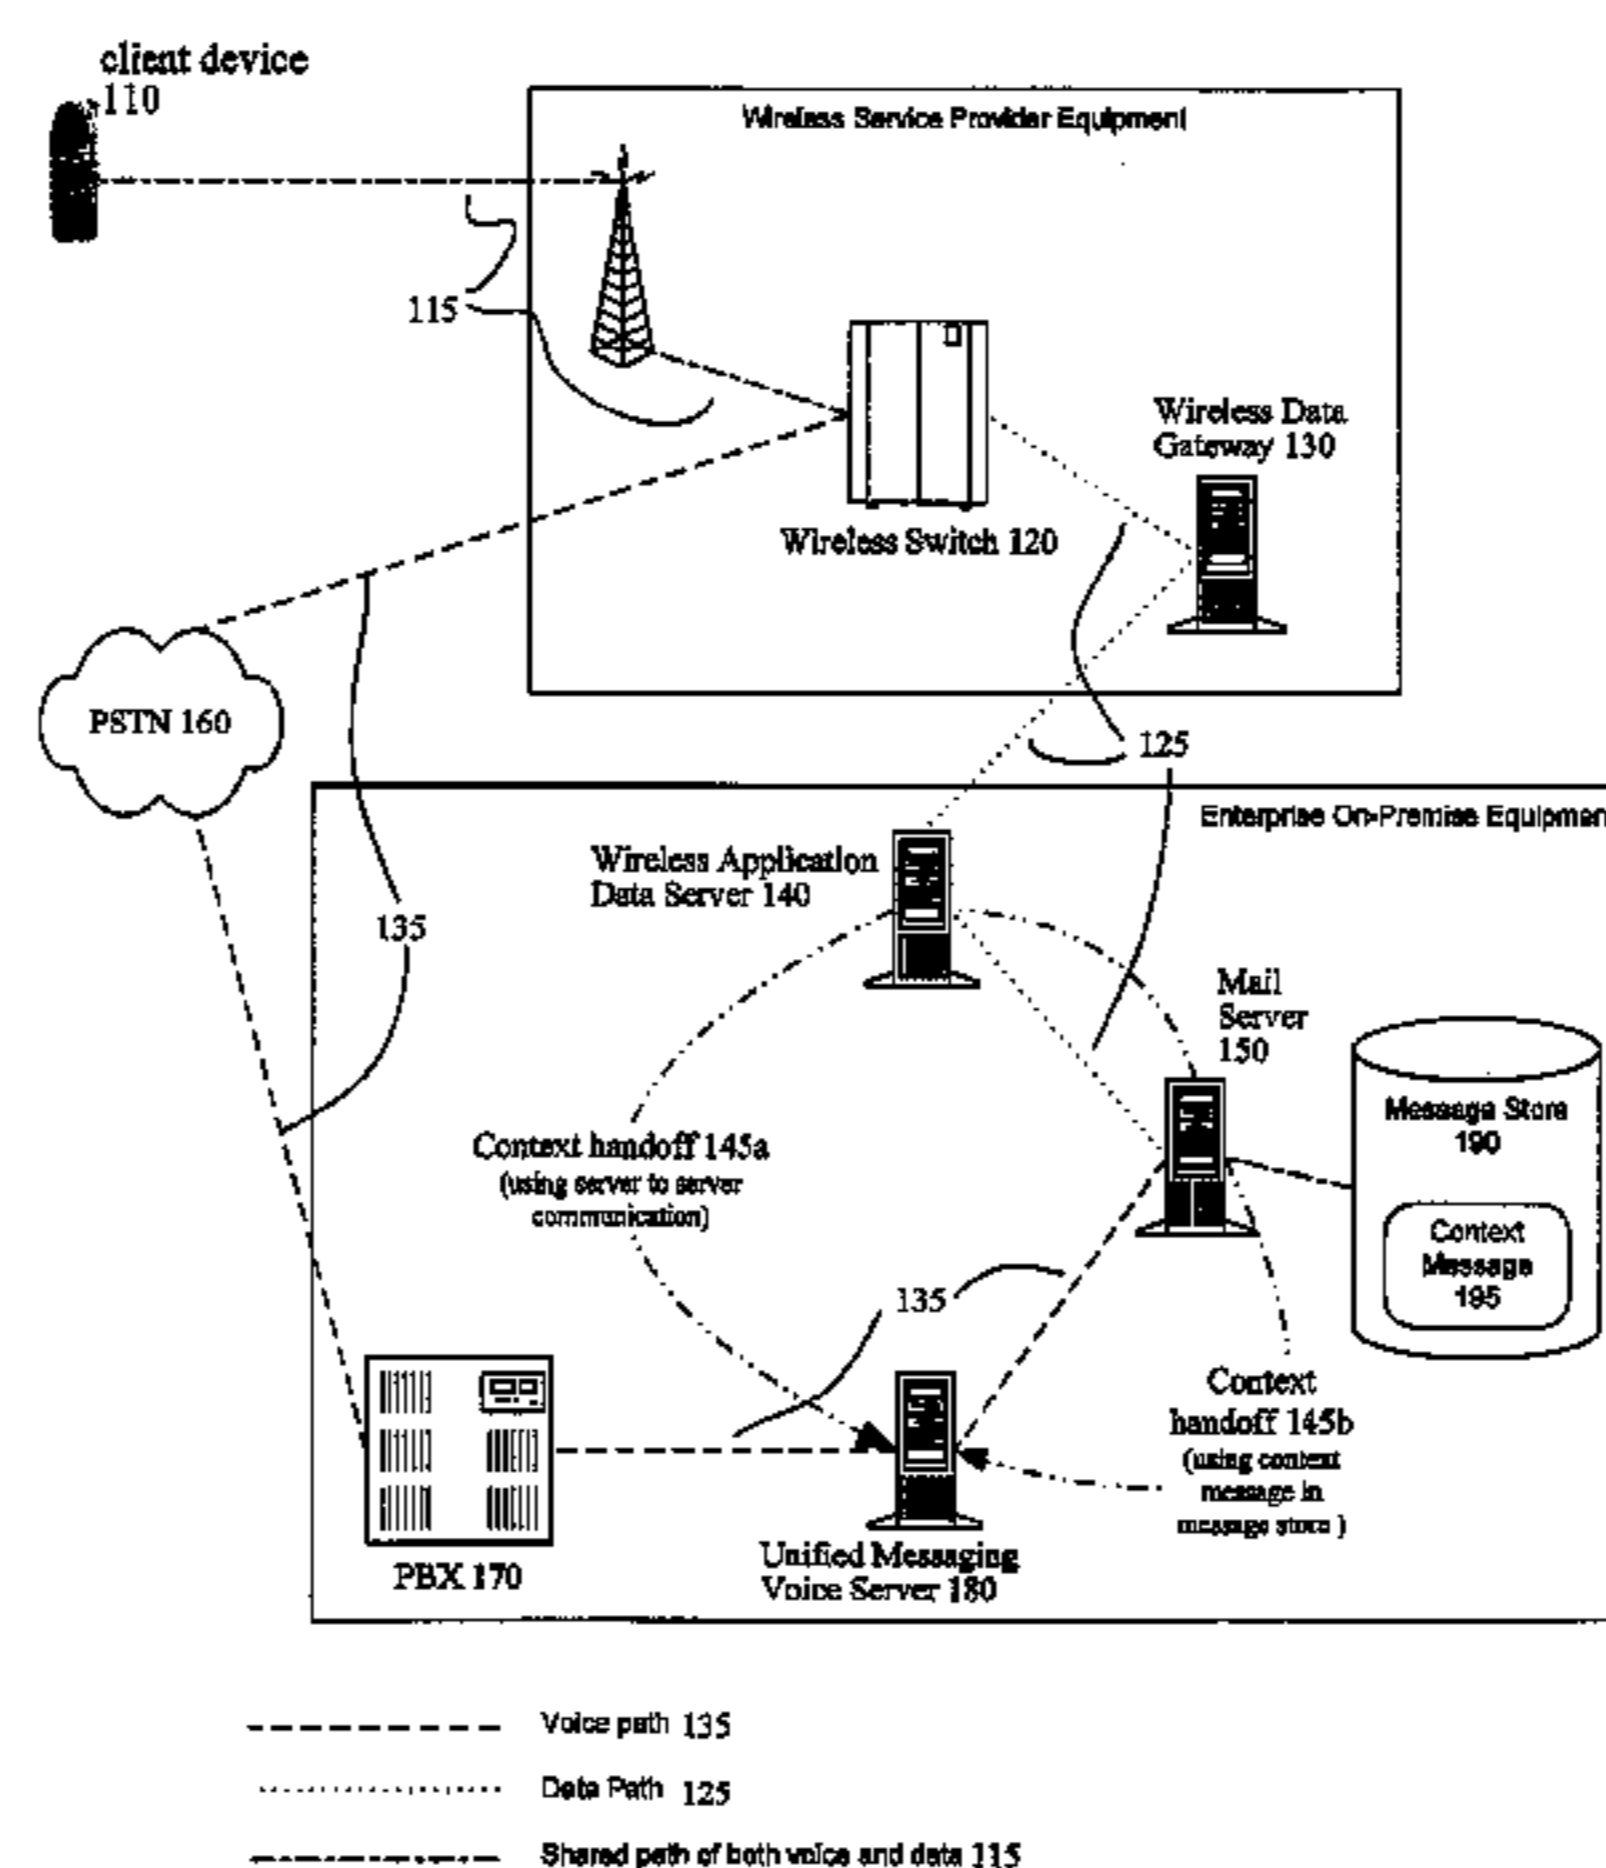 client device
110
Wireless Service Provider Equipment
115
Wireless Data
Gateway 130
Wireless Switch 120
PSTN 160
125
Enterprise On-Premise Equipmen
Wireless Application
Data Server 140
135
Mail
Server
150
Message Store
190
Context handoff 145a
(using server to server
communication)
Context
Message
195
135
Context
handoff 145b
(using context
message in
message store )
Unified Messaging
Voice Server 180
PBX 170
Voice path 135
Data Path 125
Shared path of both voice and data 115